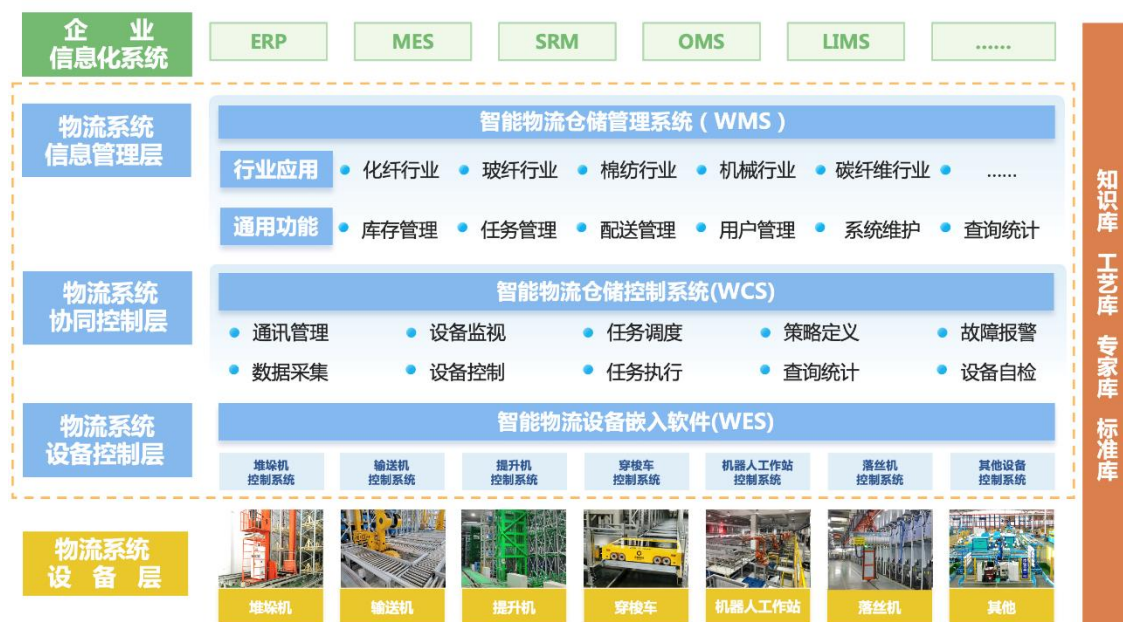 企 业
信息化系统
ERP
MES
SRM
OMS
LIMS
……
物流系统
信息管理层
智能物流仓储管理系统（WMS）
行业应用
化纤行业
玻纤行业
棉纺行业
机械行业
碳纤维行业
……
通用功能
库存管理
任务管理
配送管理
用户管理
系统维护
查询统计
物流系统
协同控制层
智能物流仓储控制系统(WCS)
通讯管理
设备监视
任务调度
策略定义
故障报警
数据采集
设备控制
任务执行
查询统计
设备自检
物流系统
设备控制层
智能物流设备嵌入软件(WES)
堆垛机
控制系统
输送机
控制系统
提升机
控制系统
穿梭车
控制系统
机器人工作站
控制系统
落丝机
控制系统
其他设备
控制系统
物流系统
设 备 层
堆垛机
输送机
提升机
穿梭车
机器人工作站
落丝机
其他
知识库 工艺库 专家库 标准库